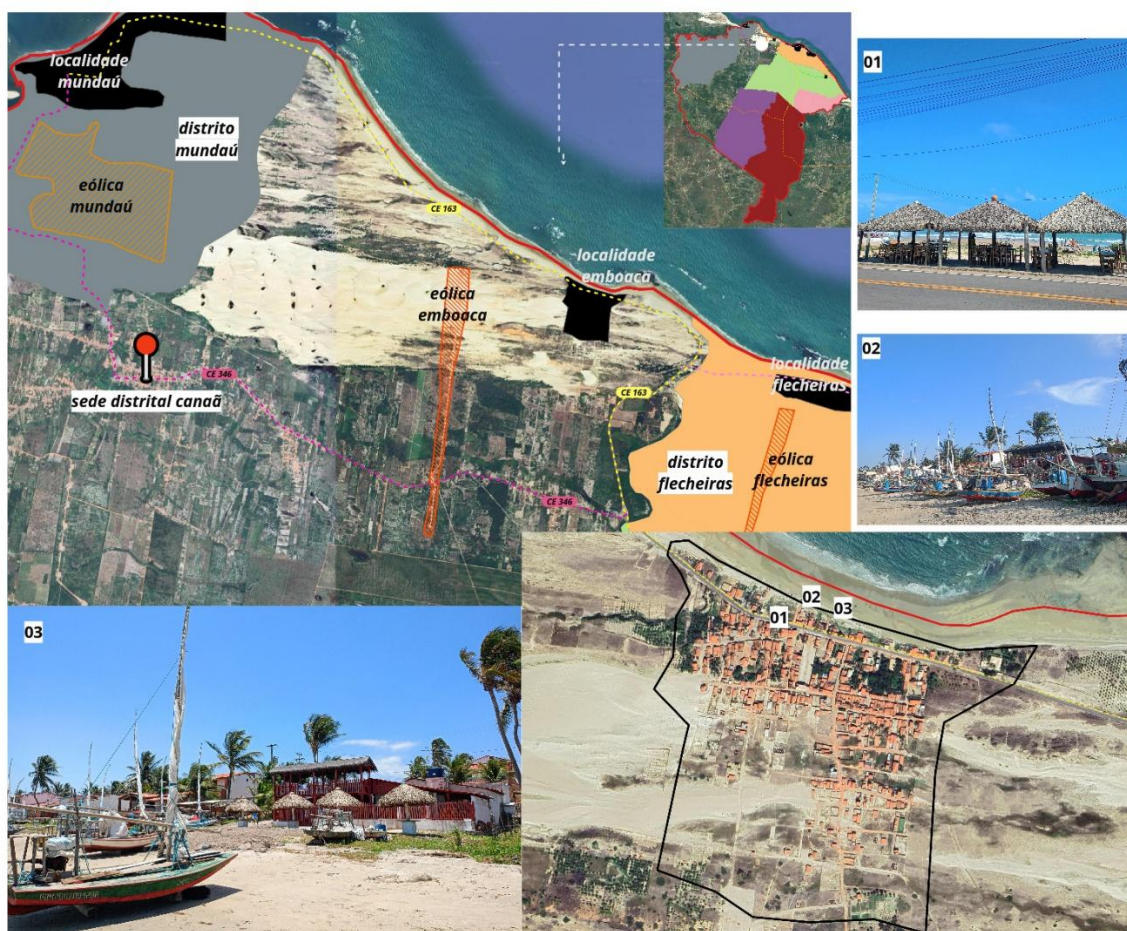 localidade
mundaú
distrito
mundaú
eólica
mundaú
CE 163
localidade
emboaca
eólica
emboaca
sede distrital canaã
CE 346
localidade
flecheiras
CE 163
distrito
flecheiras
eólica
flecheiras
CE 346
01
02
03
02
03
01